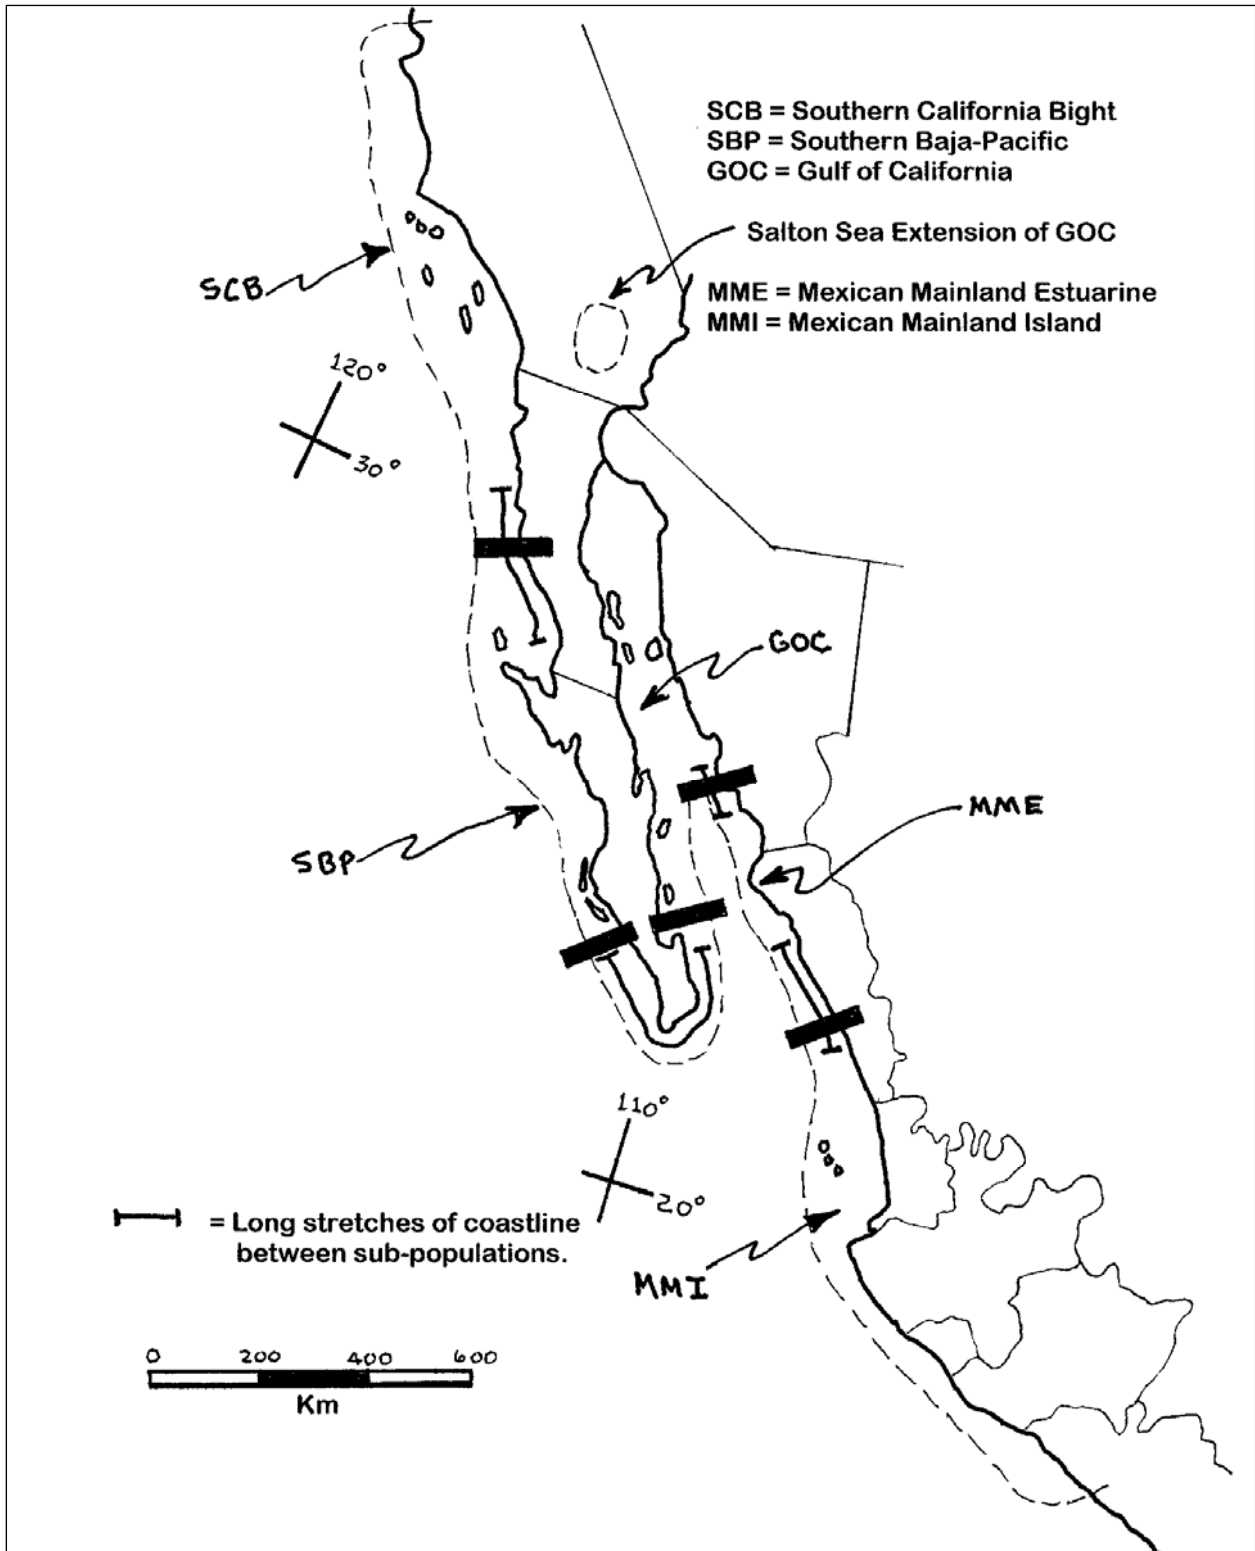 SCB = Southern California Bight
SBP = Southern Baja-Pacific
GOC = Gulf of California
Salton Sea Extension of GOC
MME = Mexican Mainland Estuarine
MMI = Mexican Mainland Island
SCB
120°
30°
GOC
MME
SBP
110°
20°
= Long stretches of coastline
between sub-populations.
MMI
0 200 400 600
Km